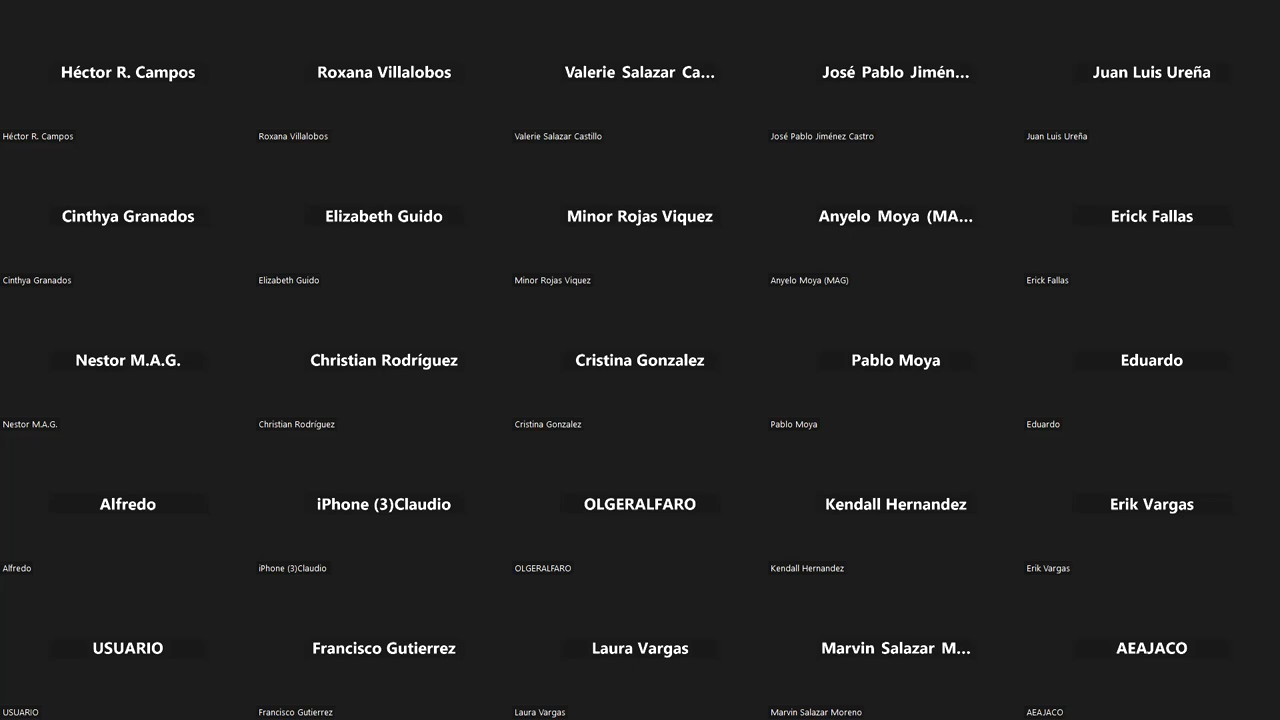 Héctor R. Campos
Roxana Villalobos
Valerie Salazar Ca...
José Pablo Jimén...
Juan Luis Ureña
Héctor R. Campos
Roxana Villalobos
Valerie Salazar Castillo
José Pablo Jiménez Castro
Juan Luis Ureña
Cinthya Granados
Elizabeth Guido
Minor Rojas Viquez
Anyelo Moya (MA...
Erick Fallas
Cinthya Granados
Elizabeth Guido
Minor Rojas Viquez
Anyelo Moya (MAG)
Erick Fallas
Nestor M.A.G.
Christian Rodríguez
Cristina Gonzalez
Pablo Moya
Eduardo
Nestor M.A.G.
Christian Rodríguez
Cristina Gonzalez
Pablo Moya
Eduardo
Alfredo
iPhone (3)Claudio
OLGERALFARO
Kendall Hernandez
Erik Vargas
Alfredo
iPhone (3)Claudio
OLGERALFARO
Kendall Hernandez
Erik Vargas
USUARIO
Francisco Gutierrez
Laura Vargas
Marvin Salazar M...
AEAJACO
USUARIO
Francisco Gutierrez
Laura Vargas
Marvin Salazar Moreno
AEAJACO